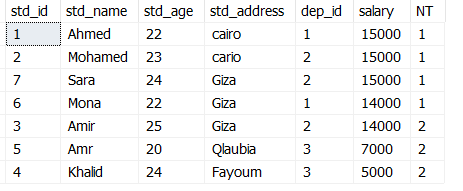 std_id std_name std_age std_address dep_id salary NT
1 Ahmed 22 cairo 1 15000 1
2 Mohamed 23 cario 2 15000 1
7 Sara 24 Giza 2 15000 1
6 Mona 22 Giza 1 14000 1
3 Amir 25 Giza 2 14000 2
5 Amr 20 Qlaubia 3 7000 2
4 Khalid 24 Fayoum 3 5000 2